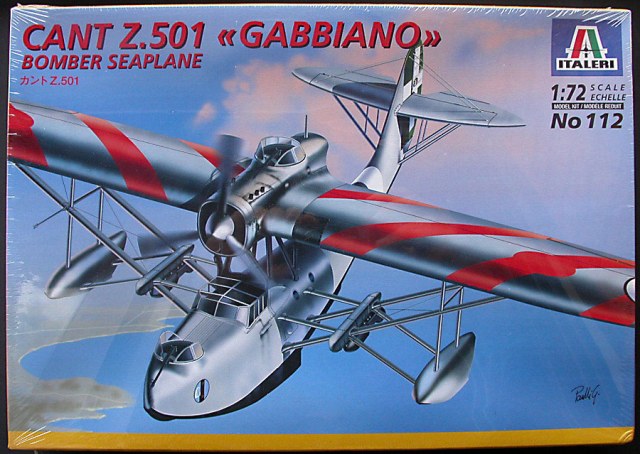 CANT Z.501 «GABBIANO»
BOMBER SEAPLANE
カントZ.501
ITALERI
1:72 SCALE
ECHELLE
MODEL KIT / MODÈLE REDUIT
No 112